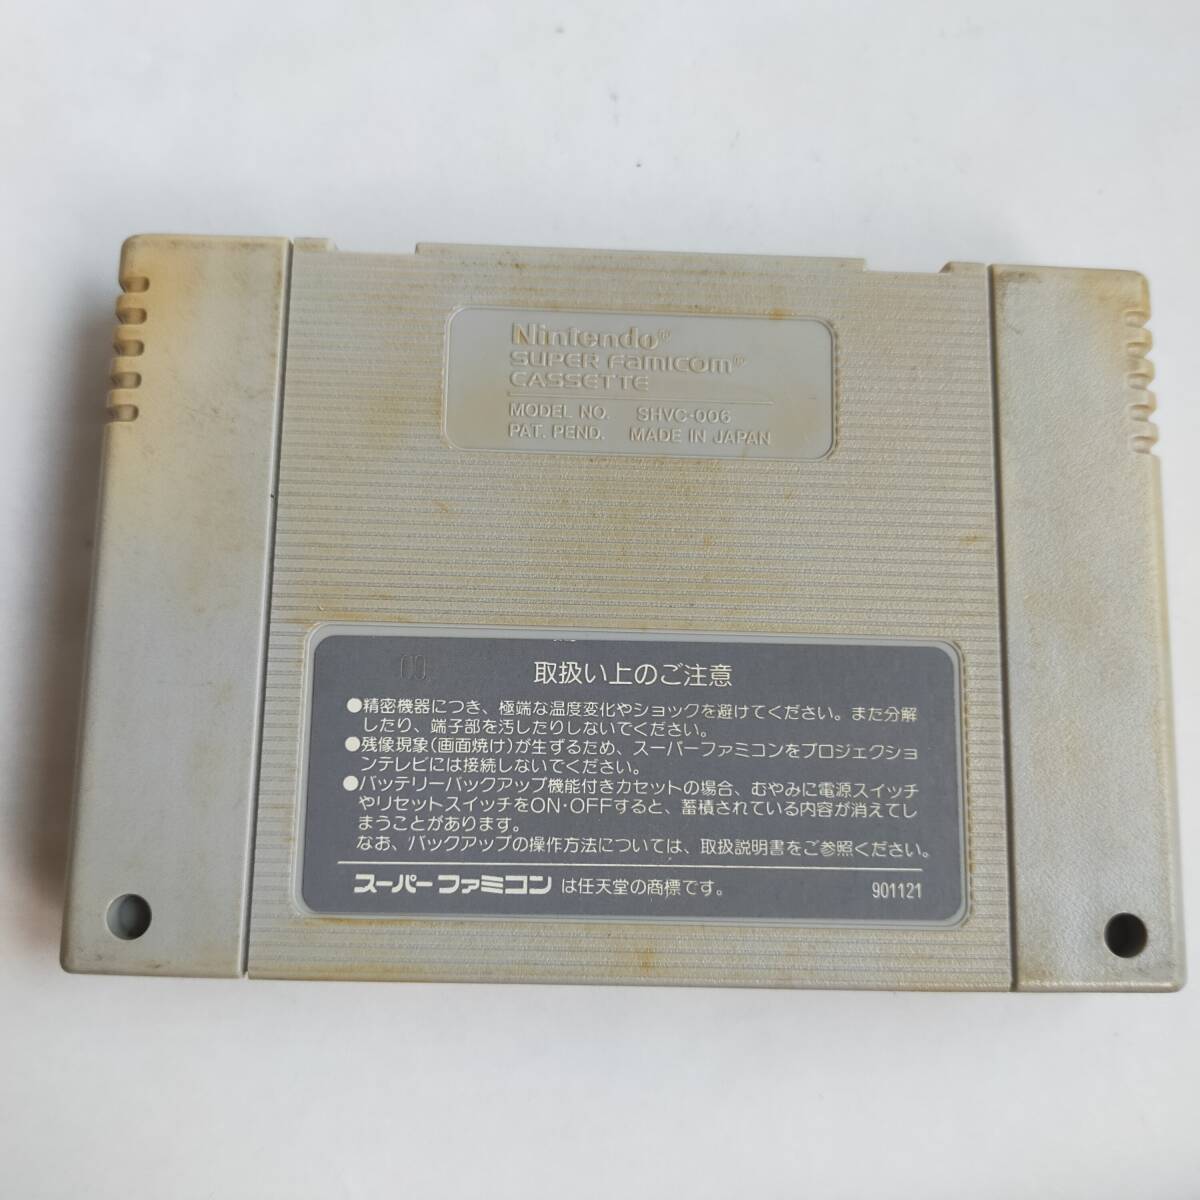 Nintendo®
SUPER FAMICOM®
CASSETTE
MODEL NO. SHVC-006
PAT. PEND. MADE IN JAPAN
取扱い上のご注意
●精密機器につき、極端な温度変化やショックを避けてください。また分解
したり、端子部を汚したりしないでください。
●残像現象(画面焼け)が生ずるため、スーパーファミコンをプロジェクショ
ンテレビには接続しないでください。
●バッテリーバックアップ機能付きカセットの場合、むやみに電源スイッチ
やリセットスイッチをON・OFFすると、蓄積されている内容が消えてし
まうことがあります。
なお、バックアップの操作方法については、取扱説明書をご参照ください。
スーパーファミコン は任天堂の商標です。 901121